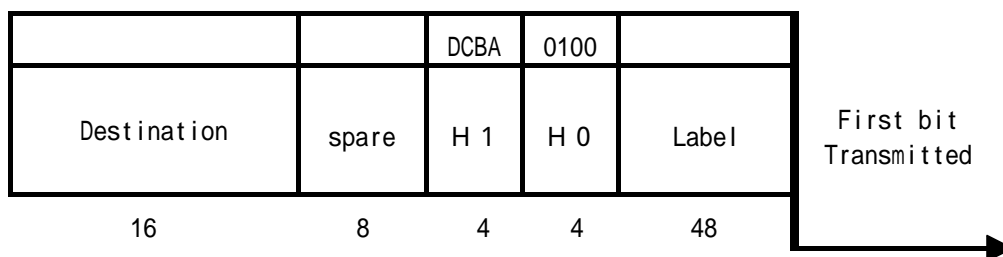 DCBA 0100
Destination spare H 1 H 0 Label
First bit
Transmitted
16 8 4 4 48